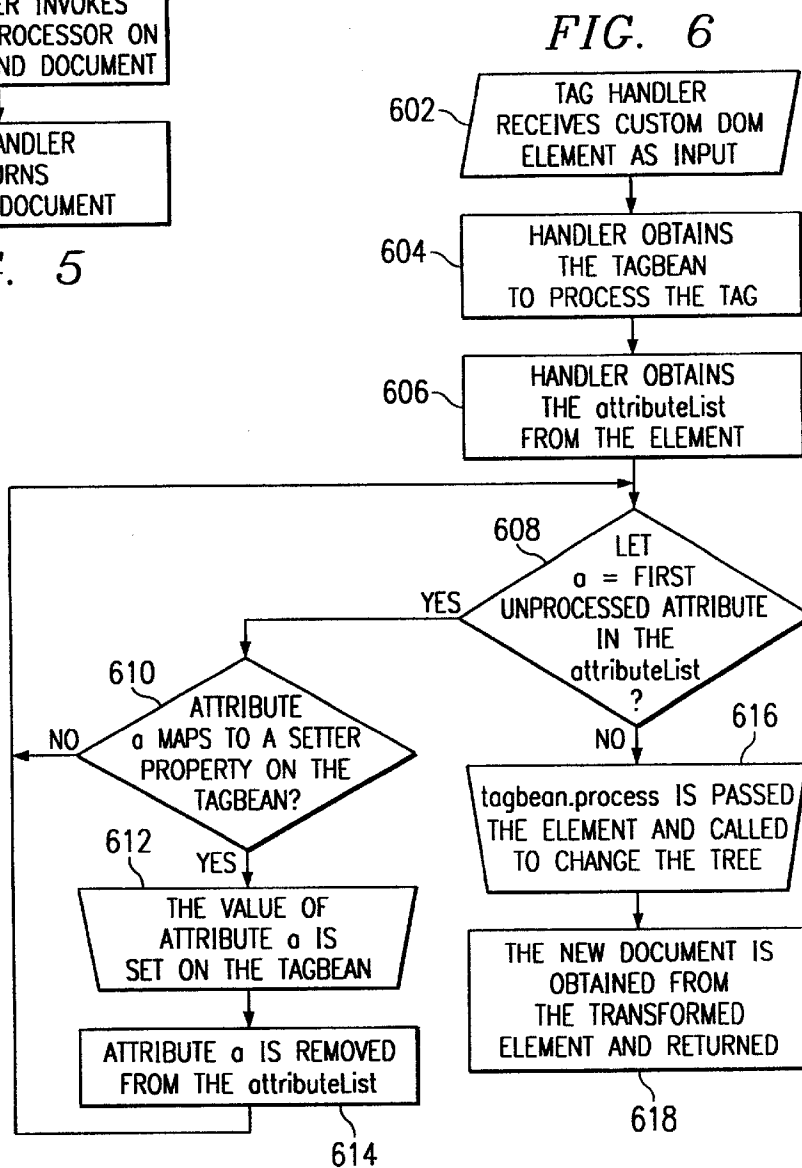 ER INVOKES
ROCESSOR ON
ND DOCUMENT
ANDLER
URNS
DOCUMENT
. 5
FIG. 6
602
TAG HANDLER
RECEIVES CUSTOM DOM
ELEMENT AS INPUT
604
HANDLER OBTAINS
THE TAGBEAN
TO PROCESS THE TAG
606
HANDLER OBTAINS
THE attributeList
FROM THE ELEMENT
608
LET
a = FIRST
UNPROCESSED ATTRIBUTE
IN THE
attributeList
?
YES
NO
610
ATTRIBUTE
a MAPS TO A SETTER
PROPERTY ON THE
TAGBEAN?
NO
YES
612
THE VALUE OF
ATTRIBUTE a IS
SET ON THE TAGBEAN
ATTRIBUTE a IS REMOVED
FROM THE attributeList
614
616
tagbean.process IS PASSED
THE ELEMENT AND CALLED
TO CHANGE THE TREE
THE NEW DOCUMENT IS
OBTAINED FROM
THE TRANSFORMED
ELEMENT AND RETURNED
618